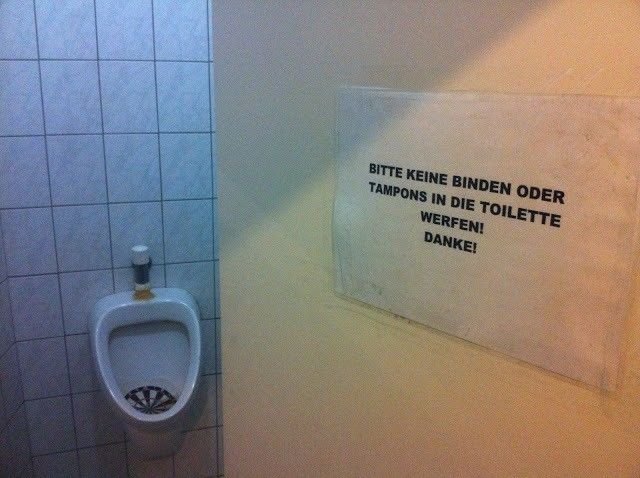 BITTE KEINE BINDEN ODER
TAMPONS IN DIE TOILETTE
WERFEN!
DANKE!